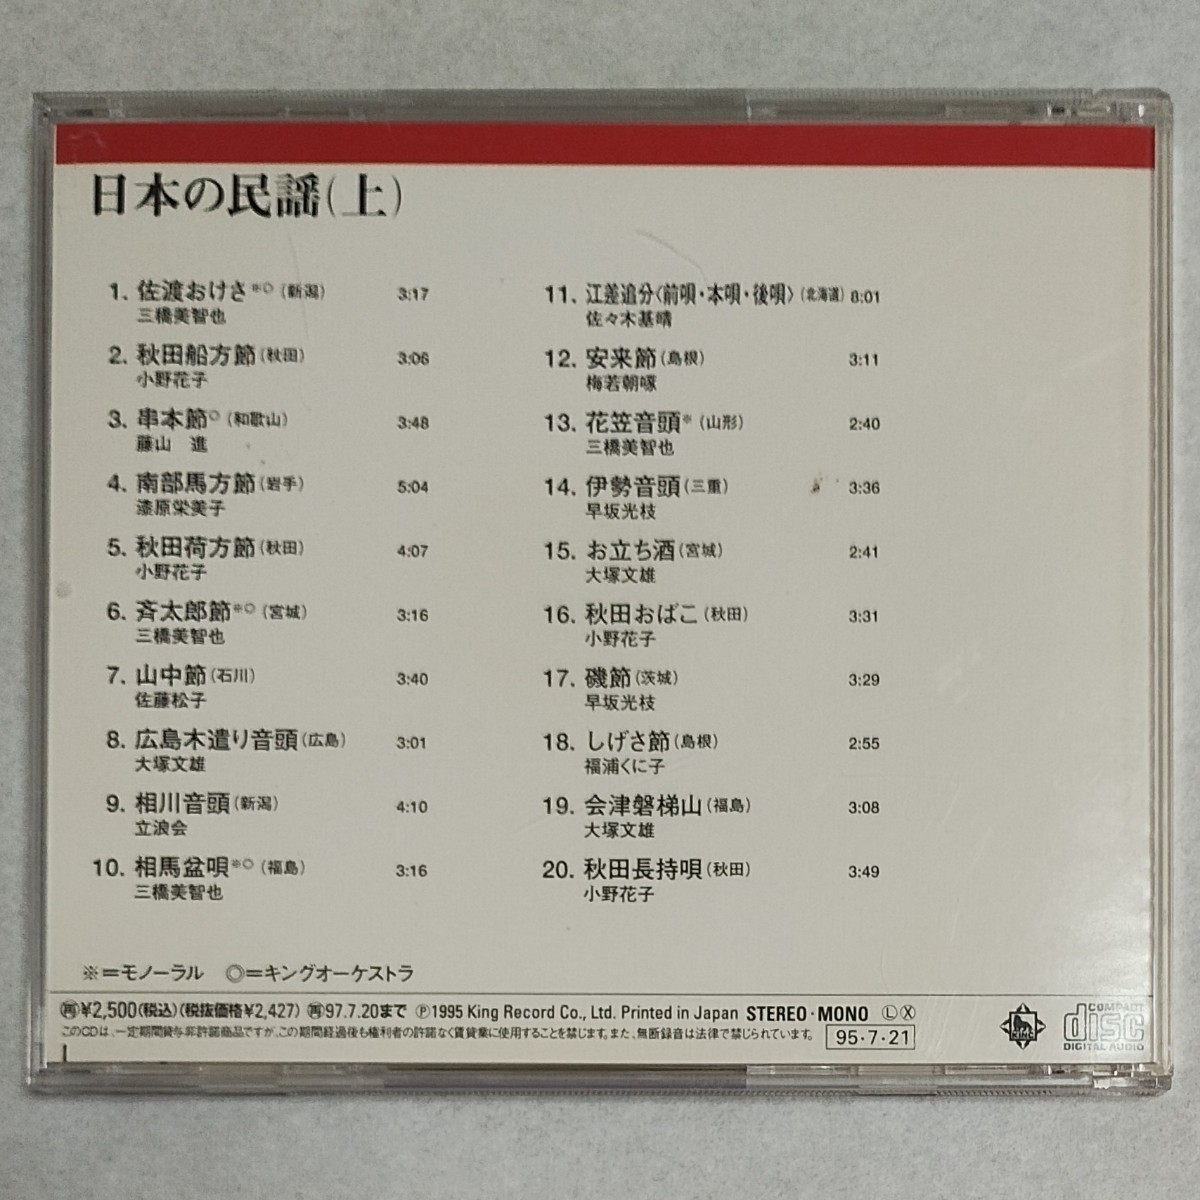 日本の民謡(上)
1. 佐渡おけさ※◎(新潟) 3:17
三橋美智也
2. 秋田船方節(秋田) 3:06
小野花子
3. 串本節◎(和歌山) 3:48
藤山 進
4. 南部馬方節(岩手) 5:04
漆原栄美子
5. 秋田荷方節(秋田) 4:07
小野花子
6. 斉太郎節※◎(宮城) 3:16
三橋美智也
7. 山中節(石川) 3:40
佐藤松子
8. 広島木遣り音頭(広島) 3:01
大塚文雄
9. 相川音頭(新潟) 4:10
立浪会
10. 相馬盆唄※◎(福島) 3:16
三橋美智也
11. 江差追分〈前唄・本唄・後唄〉(北海道) 8:01
佐々木基晴
12. 安来節(島根) 3:11
梅若朝啄
13. 花笠音頭※(山形) 2:40
三橋美智也
14. 伊勢音頭(三重) 3:36
早坂光枝
15. お立ち酒(宮城) 2:41
大塚文雄
16. 秋田おばこ(秋田) 3:31
小野花子
17. 磯節(茨城) 3:29
早坂光枝
18. しげさ節(島根) 2:55
福浦くに子
19. 会津磐梯山(福島) 3:08
大塚文雄
20. 秋田長持唄(秋田) 3:49
小野花子
※=モノーラル ◎=キングオーケストラ
再¥2,500(税込)(税抜価格¥2,427) 再97.7.20まで Ⓟ1995 King Record Co., Ltd. Printed in Japan STEREO・MONO Ⓛ Ⓧ
このCDは、一定期間貸与非許諾商品ですが、この期間経過後も権利者の許諾なく賃貸業に使用することを禁じます。また、無断録音は法律で禁じられています。 95・7・21
KING
COMPACT
disc
DIGITAL AUDIO